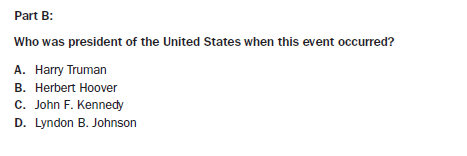 Part B:
Who was president of the United States when this event occurred?
A. Harry Truman
B. Herbert Hoover
C. John F. Kennedy
D. Lyndon B. Johnson